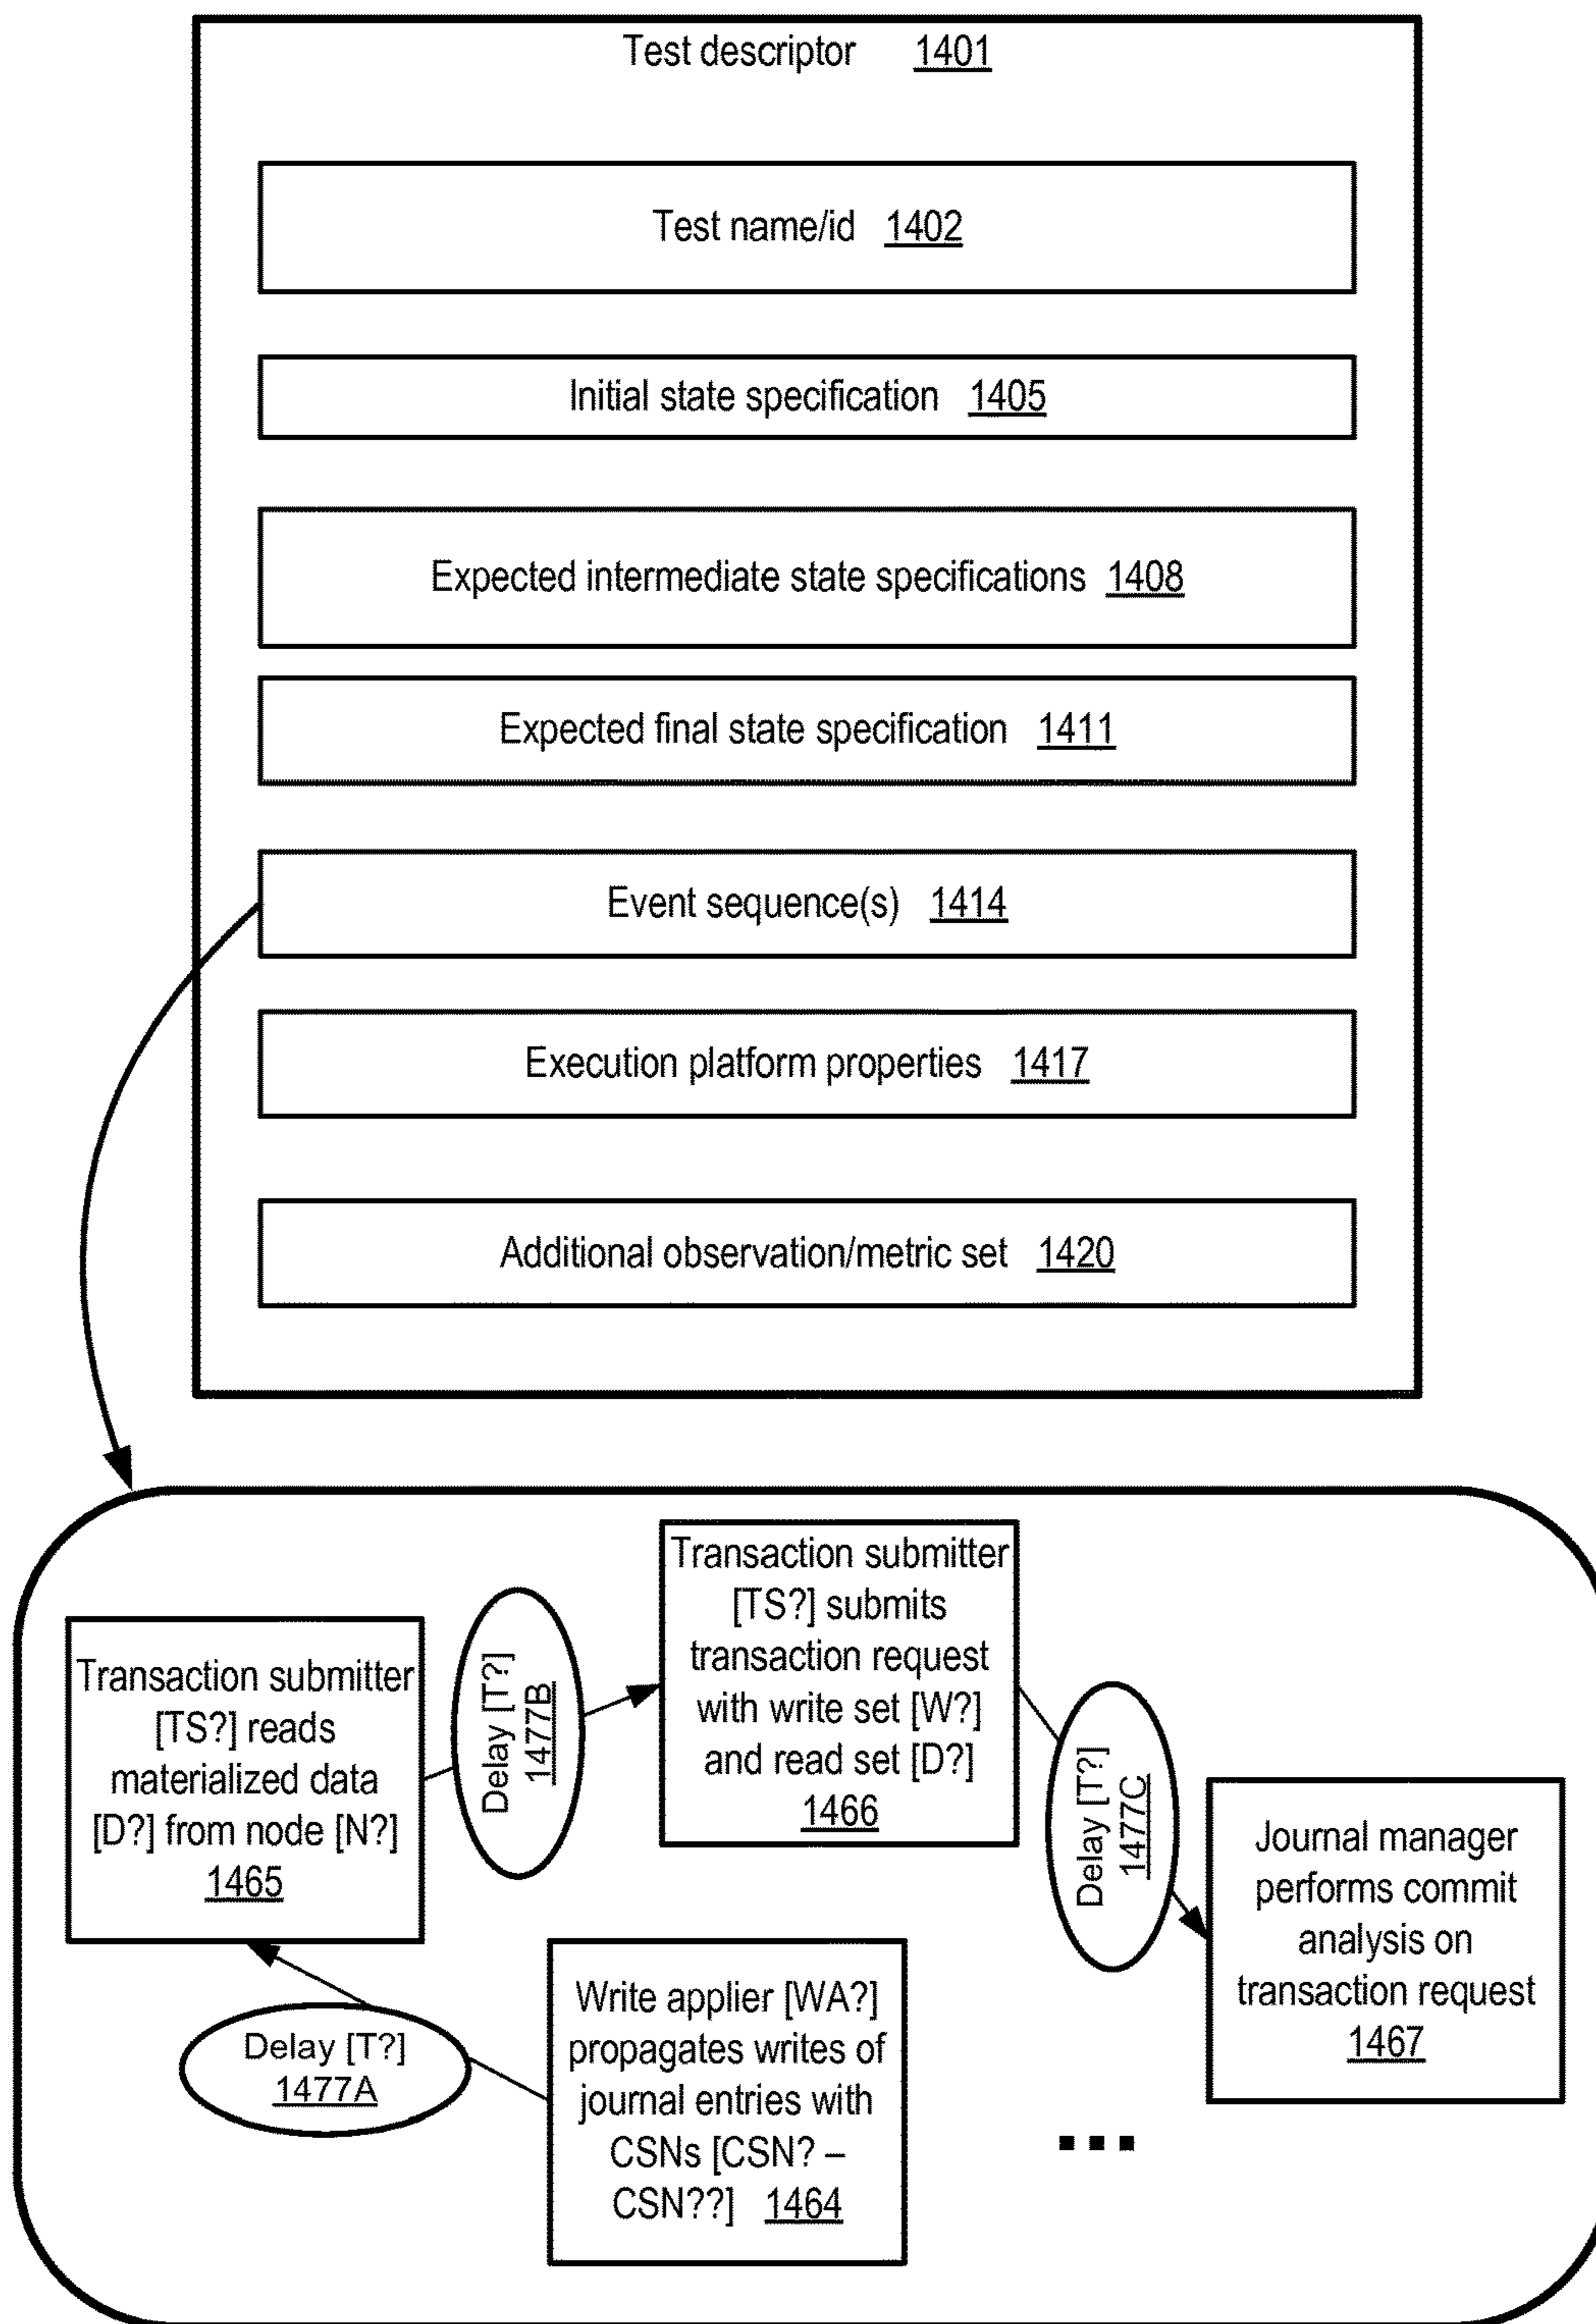 Test descriptor 1401
Test name/id 1402
Initial state specification 1405
Expected intermediate state specifications 1408
Expected final state specification 1411
Event sequence(s) 1414
Execution platform properties 1417
Additional observation/metric set 1420
Transaction submitter
[TS?] reads
materialized data
[D?] from node [N?]
1465
Delay [T?]
1477B
Transaction submitter
[TS?] submits
transaction request
with write set [W?]
and read set [D?]
1466
Delay [T?]
1477C
Journal manager
performs commit
analysis on
transaction request
1467
Delay [T?]
1477A
Write applier [WA?]
propagates writes of
journal entries with
CSNs [CSN? –
CSN??] 1464
...